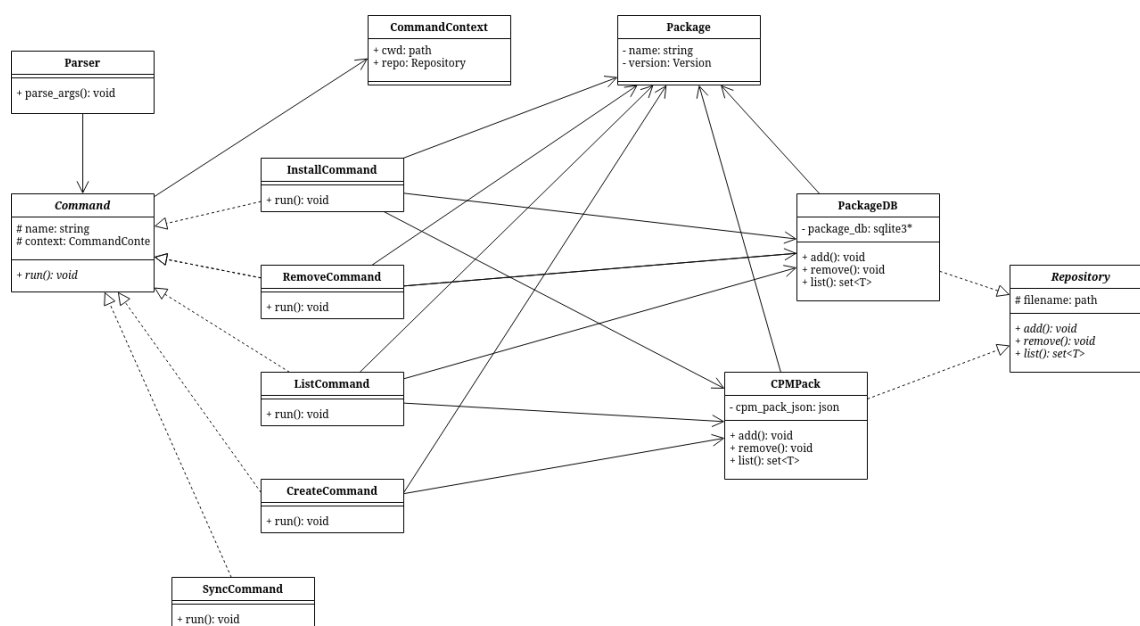 CommandContext
+ cwd: path
+ repo: Repository
Package
- name: string
- version: Version
Parser
+ parse_args(): void
InstallCommand
+ run(): void
Command
# name: string
# context: CommandConte
+ run(): void
PackageDB
- package_db: sqlite3*
+ add(): void
+ remove(): void
+ list(): set<T>
RemoveCommand
+ run(): void
Repository
# filename: path
+ add(): void
+ remove(): void
+ list(): set<T>
ListCommand
+ run(): void
CPMPack
- cpm_pack_json: json
+ add(): void
+ remove(): void
+ list(): set<T>
CreateCommand
+ run(): void
SyncCommand
+ run(): void